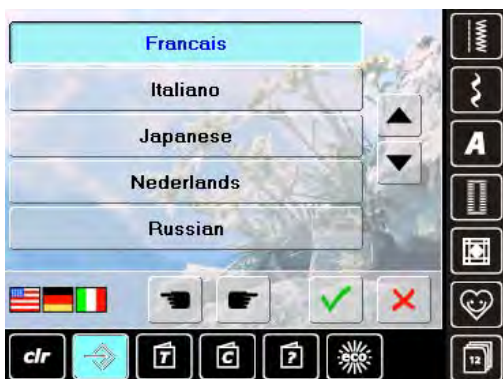 Francais
Italiano
Japanese
Nederlands
Russian
A
clr
T
C
?
eco
12